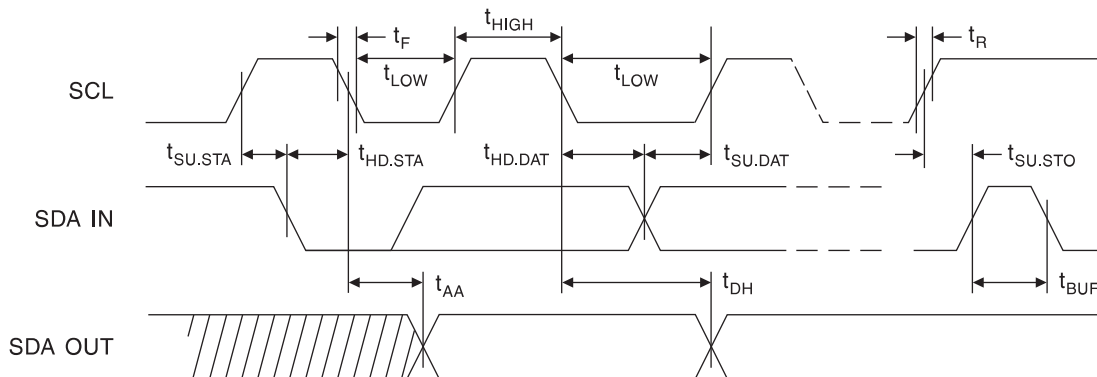 tF
tHIGH
tR
tLOW
tLOW
SCL
tSU.STA
tHD.STA
tHD.DAT
tSU.DAT
tSU.STO
SDA IN
tAA
tDH
tBUF
SDA OUT